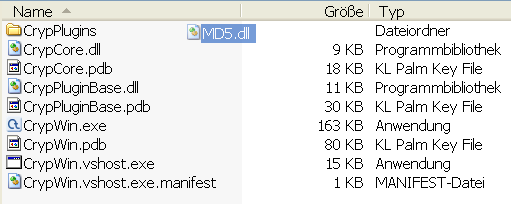 Name Größe Typ
CrypPlugins MD5.dll Dateiordner
CrypCore.dll 9 KB Programmbibliothek
CrypCore.pdb 18 KB KL Palm Key File
CrypPluginBase.dll 11 KB Programmbibliothek
CrypPluginBase.pdb 30 KB KL Palm Key File
CrypWin.exe 163 KB Anwendung
CrypWin.pdb 80 KB KL Palm Key File
CrypWin.vshost.exe 15 KB Anwendung
CrypWin.vshost.exe.manifest 1 KB MANIFEST-Datei